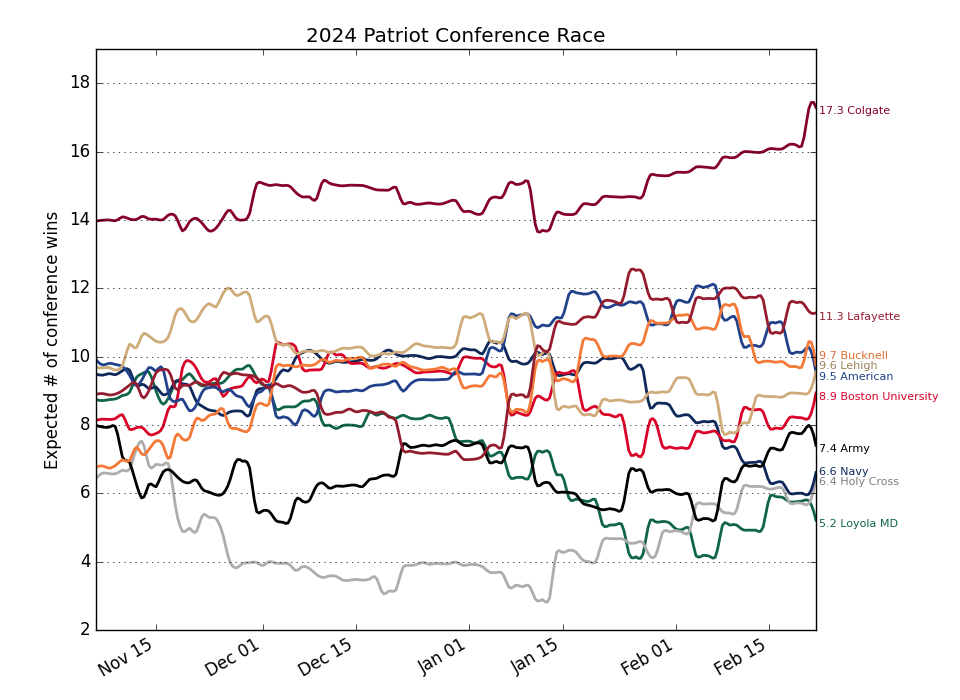 2024 Patriot Conference Race
Expected # of conference wins
18
16
14
12
10
8
6
4
2
17.3 Colgate
11.3 Lafayette
9.7 Bucknell
9.6 Lehigh
9.5 American
8.9 Boston University
7.4 Army
6.6 Navy
6.4 Holy Cross
5.2 Loyola MD
Nov 15
Dec 01
Dec 15
Jan 01
Jan 15
Feb 01
Feb 15